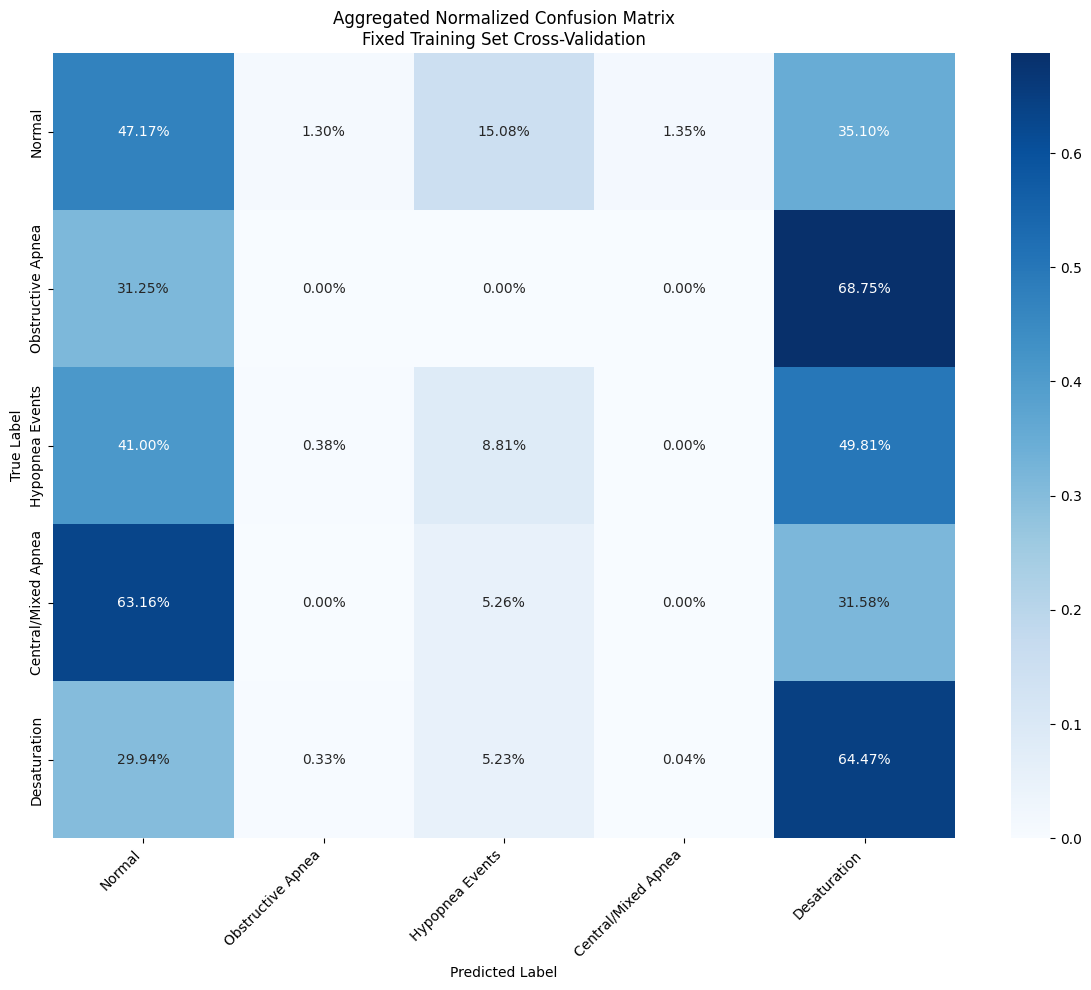 Aggregated Normalized Confusion Matrix
Fixed Training Set Cross-Validation
True Label
Normal
47.17%
1.30%
15.08%
1.35%
35.10%
Obstructive Apnea
31.25%
0.00%
0.00%
0.00%
68.75%
Hypopnea Events
41.00%
0.38%
8.81%
0.00%
49.81%
Central/Mixed Apnea
63.16%
0.00%
5.26%
0.00%
31.58%
Desaturation
29.94%
0.33%
5.23%
0.04%
64.47%
Normal
Obstructive Apnea
Hypopnea Events
Central/Mixed Apnea
Desaturation
Predicted Label
0.6
0.5
0.4
0.3
0.2
0.1
0.0